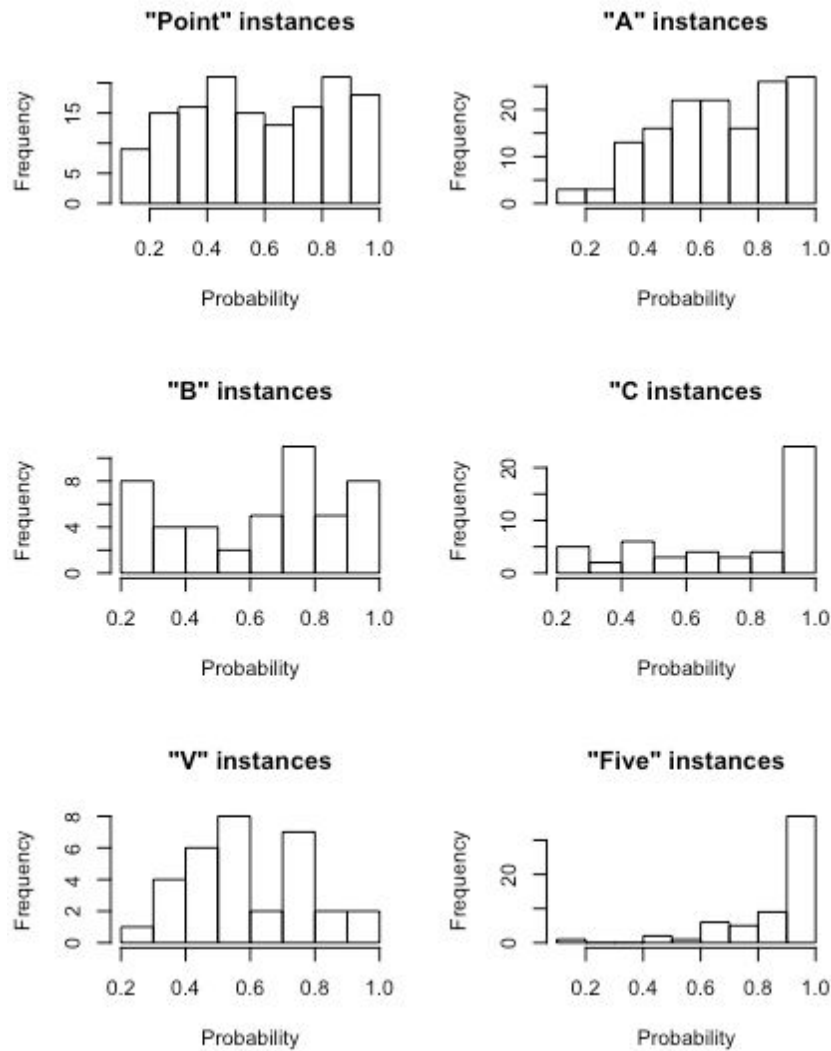 "Point" instances
Frequency
5
15
0.2 0.4 0.6 0.8 1.0
0
Probability
"A" instances
Frequency
0
10
20
0.2 0.4 0.6 0.8 1.0
Probability
"B" instances
Frequency
0
4
8
0.2 0.4 0.6 0.8 1.0
Probability
"C instances
Frequency
0
10
20
0.2 0.4 0.6 0.8 1.0
Probability
"V" instances
Frequency
0
2
4
6
8
0.2 0.4 0.6 0.8 1.0
Probability
"Five" instances
Frequency
0
20
0.2 0.4 0.6 0.8 1.0
Probability